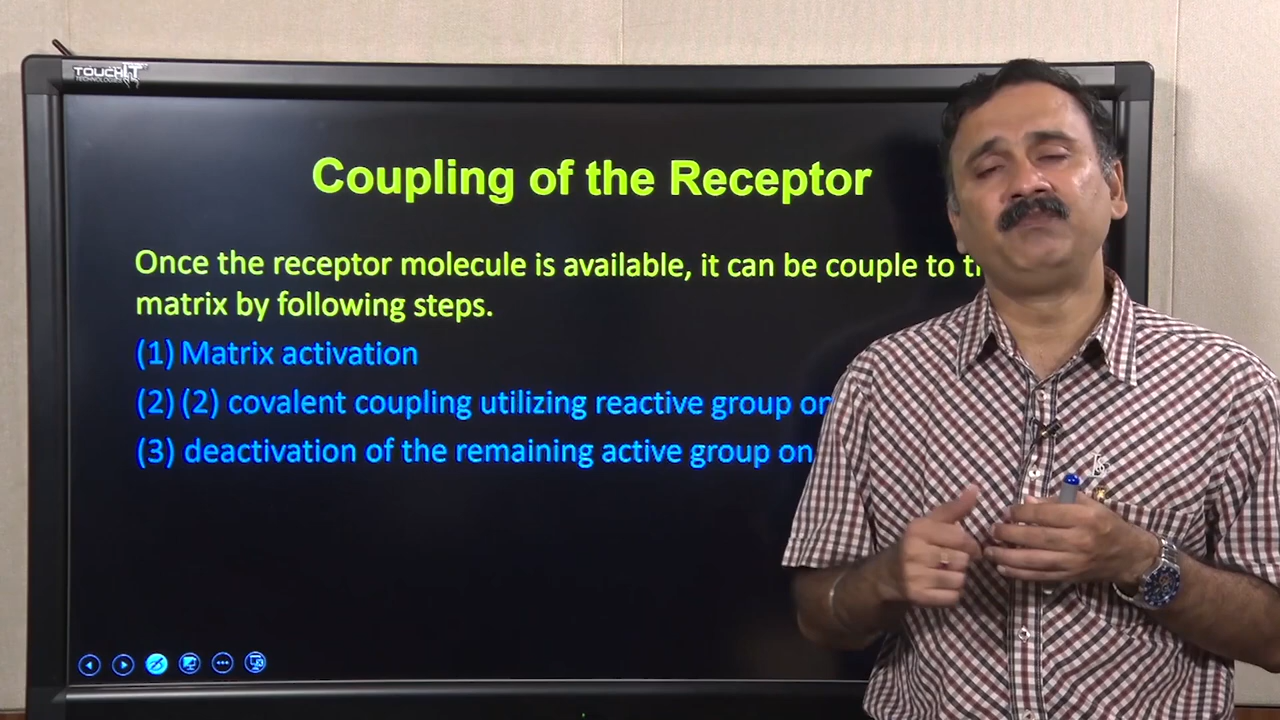 TOUCHIT
TECHNOLOGIES
Coupling of the Receptor
Once the receptor molecule is available, it can be couple to
matrix by following steps.
(1) Matrix activation
(2) (2) covalent coupling utilizing reactive group on
(3) deactivation of the remaining active group on